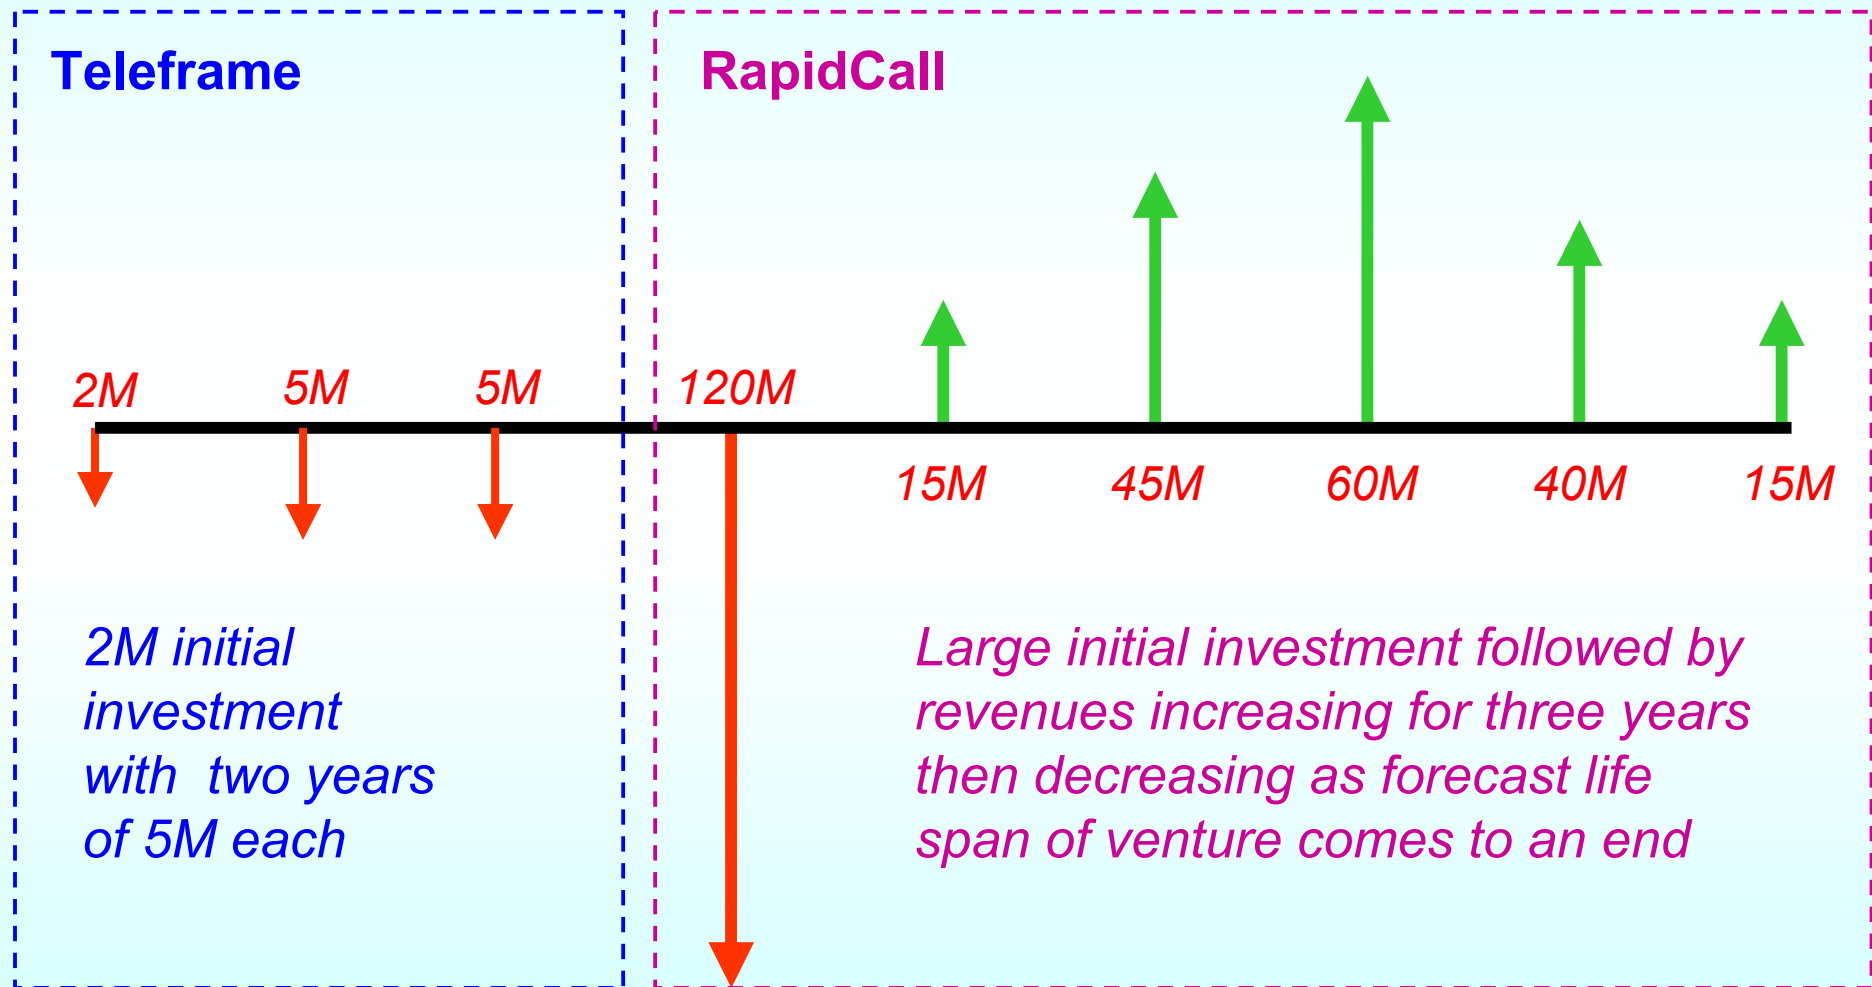 Teleframe
RapidCall
2M
5M
5M
120M
15M
45M
60M
40M
15M
2M initial
investment
with two years
of 5M each
Large initial investment followed by
revenues increasing for three years
then decreasing as forecast life
span of venture comes to an end